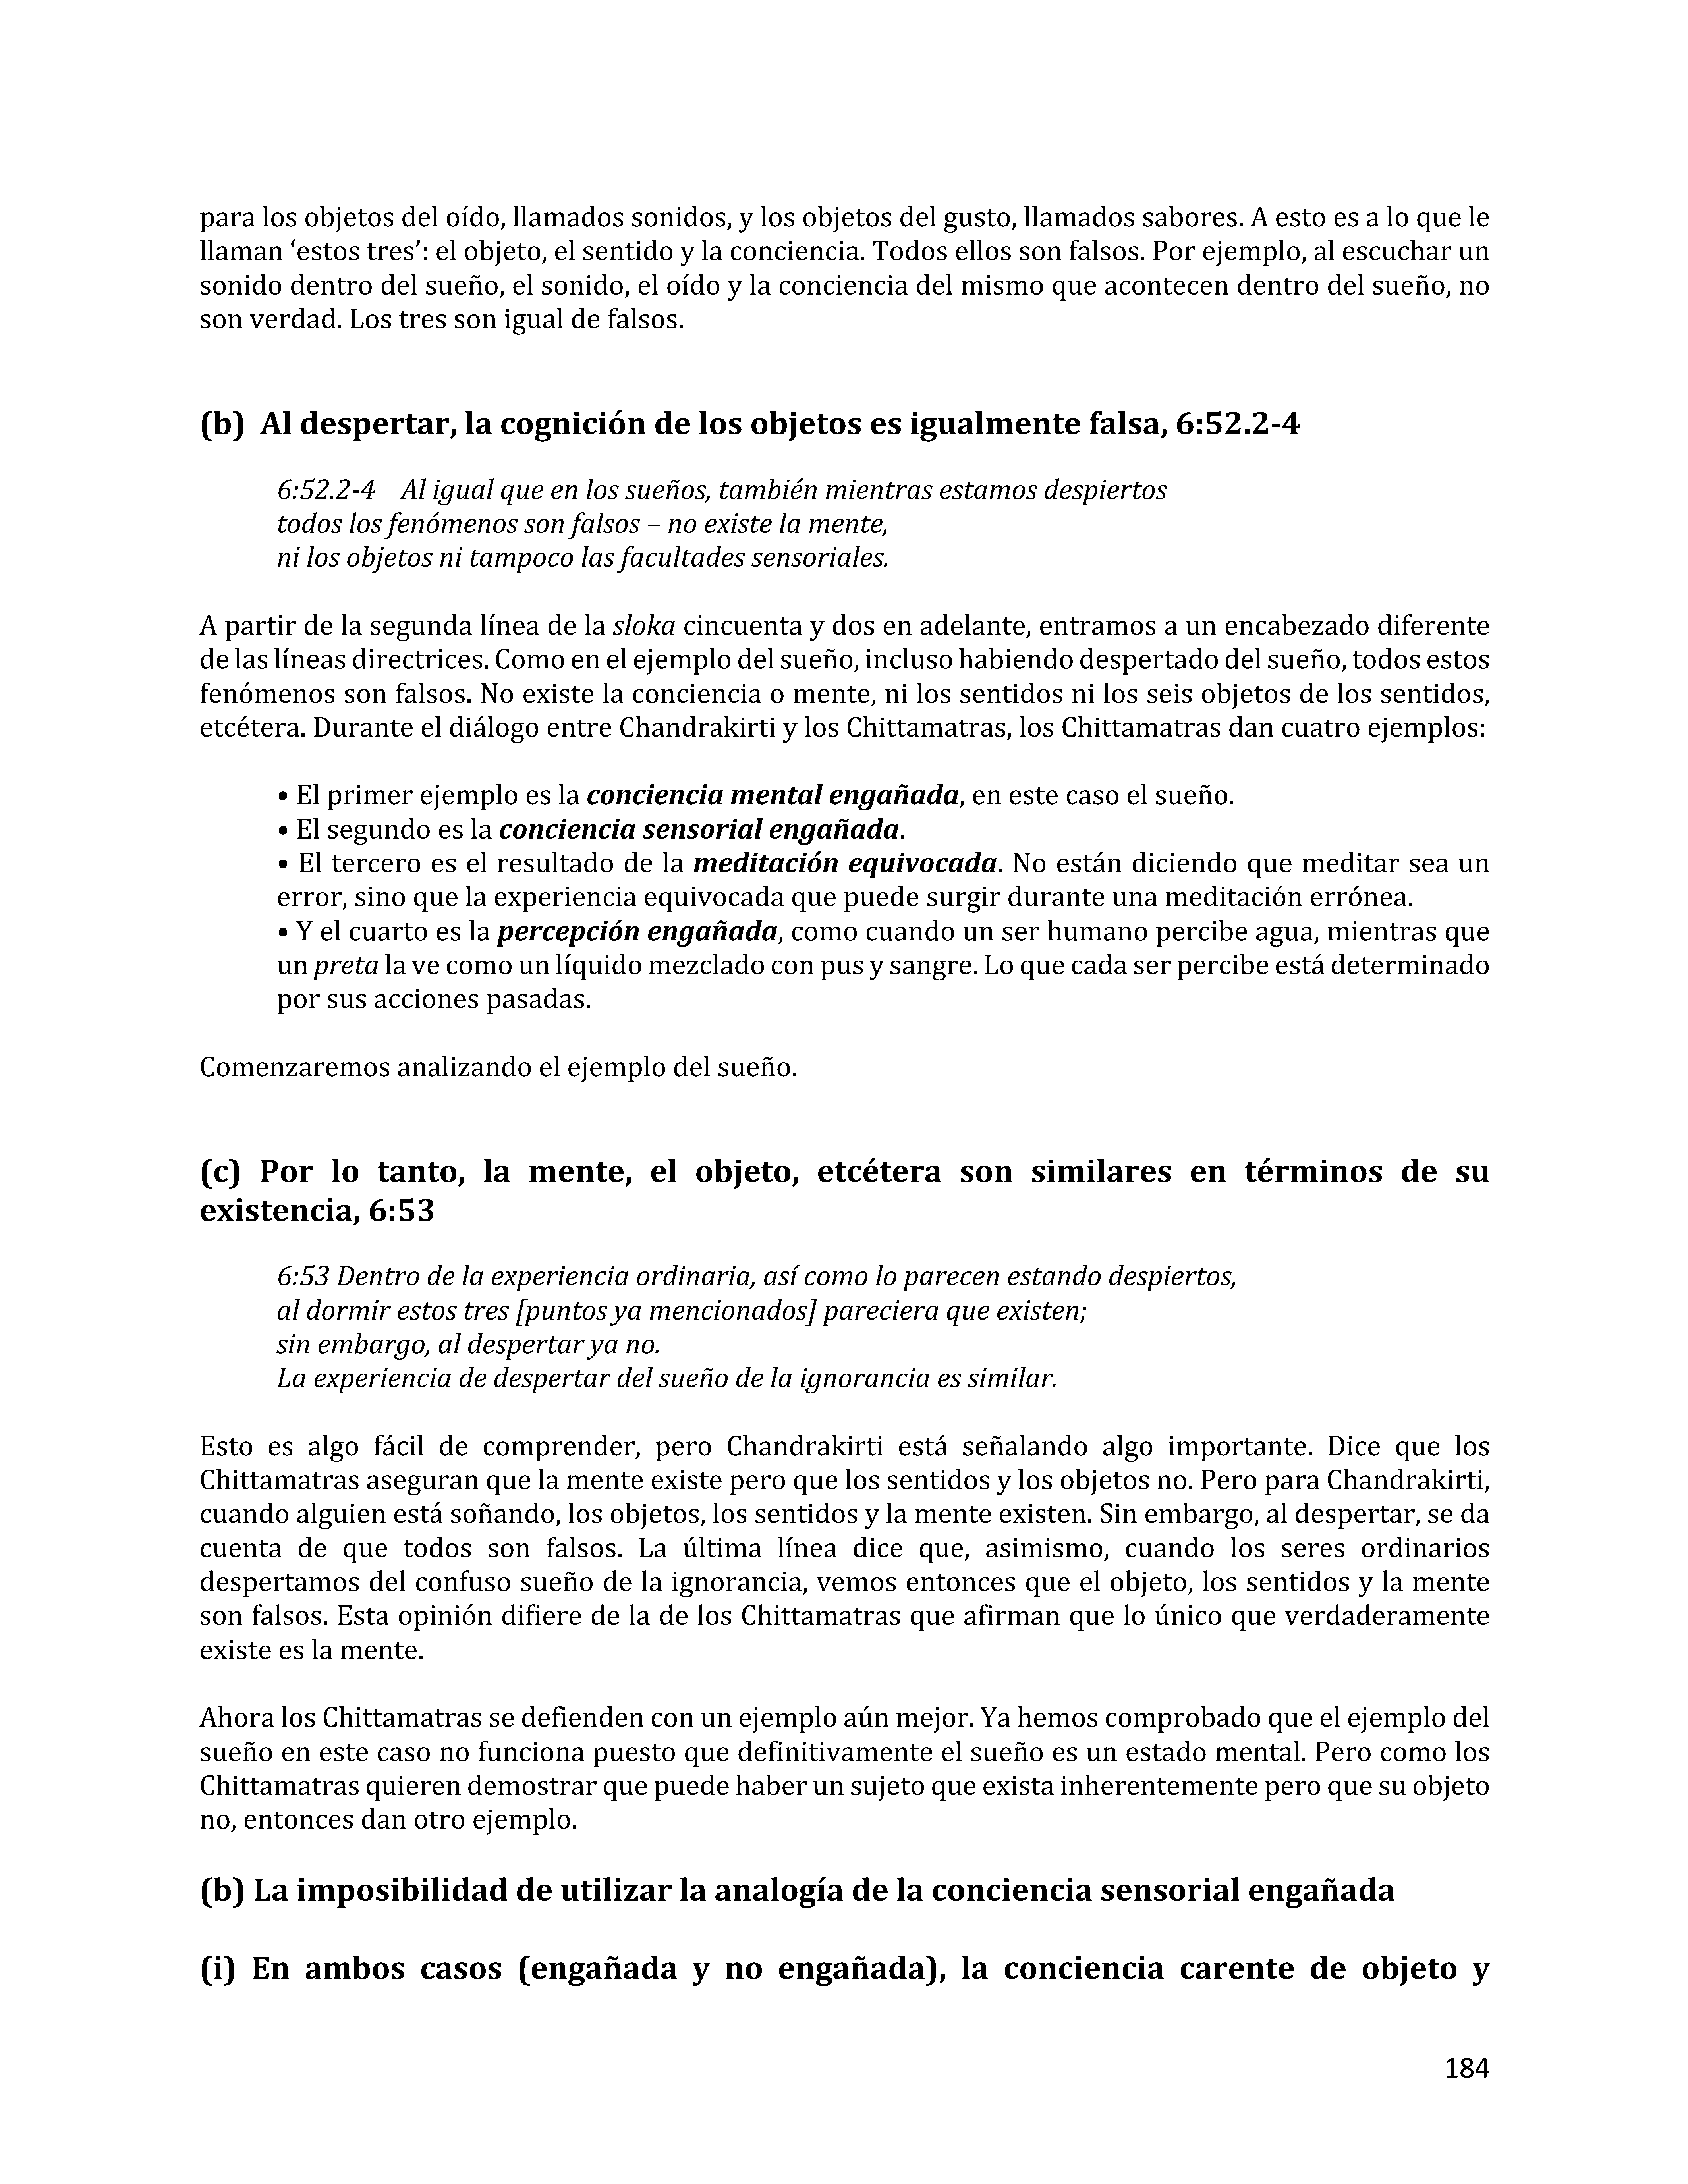 para los objetos del oído, llamados sonidos, y los objetos del gusto, llamados sabores. A esto es a lo que le
llaman ‘estos tres’: el objeto, el sentido y la conciencia. Todos ellos son falsos. Por ejemplo, al escuchar un
sonido dentro del sueño, el sonido, el oído y la conciencia del mismo que acontecen dentro del sueño, no
son verdad. Los tres son igual de falsos.
(b) Al despertar, la cognición de los objetos es igualmente falsa, 6:52.2-4
6:52.2-4 Al igual que en los sueños, también mientras estamos despiertos
todos los fenómenos son falsos – no existe la mente,
ni los objetos ni tampoco las facultades sensoriales.
A partir de la segunda línea de la sloka cincuenta y dos en adelante, entramos a un encabezado diferente
de las líneas directrices. Como en el ejemplo del sueño, incluso habiendo despertado del sueño, todos estos
fenómenos son falsos. No existe la conciencia o mente, ni los sentidos ni los seis objetos de los sentidos,
etcétera. Durante el diálogo entre Chandrakirti y los Chittamatras, los Chittamatras dan cuatro ejemplos:
• El primer ejemplo es la conciencia mental engañada, en este caso el sueño.
• El segundo es la conciencia sensorial engañada.
• El tercero es el resultado de la meditación equivocada. No están diciendo que meditar sea un
error, sino que la experiencia equivocada que puede surgir durante una meditación errónea.
• Y el cuarto es la percepción engañada, como cuando un ser humano percibe agua, mientras que
un preta la ve como un líquido mezclado con pus y sangre. Lo que cada ser percibe está determinado
por sus acciones pasadas.
Comenzaremos analizando el ejemplo del sueño.
(c) Por lo tanto, la mente, el objeto, etcétera son similares en términos de su
existencia, 6:53
6:53 Dentro de la experiencia ordinaria, así como lo parecen estando despiertos,
al dormir estos tres [puntos ya mencionados] pareciera que existen;
sin embargo, al despertar ya no.
La experiencia de despertar del sueño de la ignorancia es similar.
Esto es algo fácil de comprender, pero Chandrakirti está señalando algo importante. Dice que los
Chittamatras aseguran que la mente existe pero que los sentidos y los objetos no. Pero para Chandrakirti,
cuando alguien está soñando, los objetos, los sentidos y la mente existen. Sin embargo, al despertar, se da
cuenta de que todos son falsos. La última línea dice que, asimismo, cuando los seres ordinarios
despertamos del confuso sueño de la ignorancia, vemos entonces que el objeto, los sentidos y la mente
son falsos. Esta opinión difiere de la de los Chittamatras que afirman que lo único que verdaderamente
existe es la mente.
Ahora los Chittamatras se defienden con un ejemplo aún mejor. Ya hemos comprobado que el ejemplo del
sueño en este caso no funciona puesto que definitivamente el sueño es un estado mental. Pero como los
Chittamatras quieren demostrar que puede haber un sujeto que exista inherentemente pero que su objeto
no, entonces dan otro ejemplo.
(b) La imposibilidad de utilizar la analogía de la conciencia sensorial engañada
(i) En ambos casos (engañada y no engañada), la conciencia carente de objeto y
184